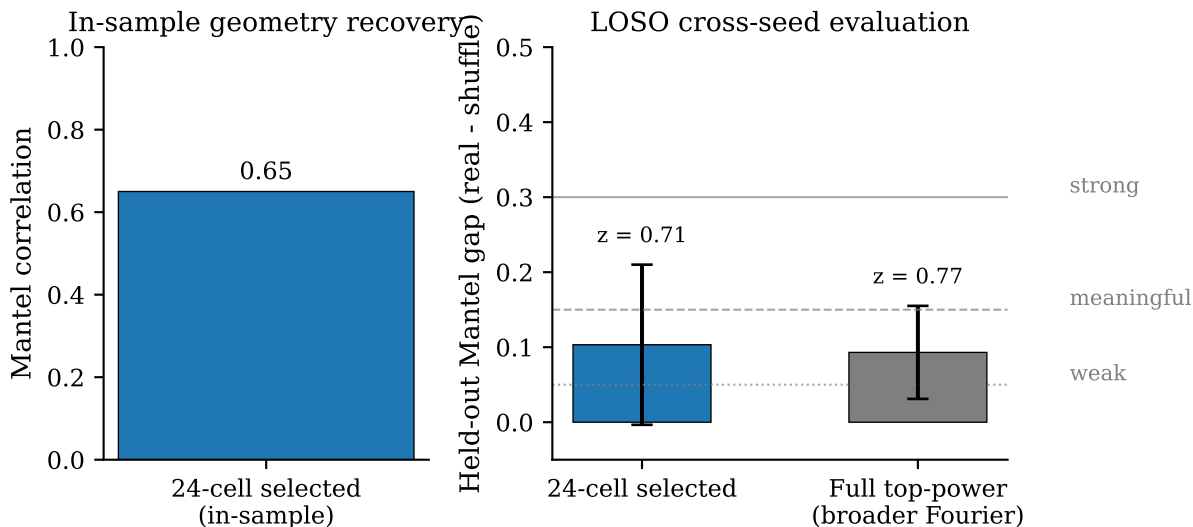 In-sample geometry recovery
Mantel correlation
1.0
0.8
0.6
0.4
0.2
0.0
0.65
24-cell selected
(in-sample)
LOSO cross-seed evaluation
Held-out Mantel gap (real - shuffle)
0.5
0.4
0.3
0.2
0.1
0.0
z = 0.71
z = 0.77
strong
meaningful
weak
24-cell selected
Full top-power
(broader Fourier)